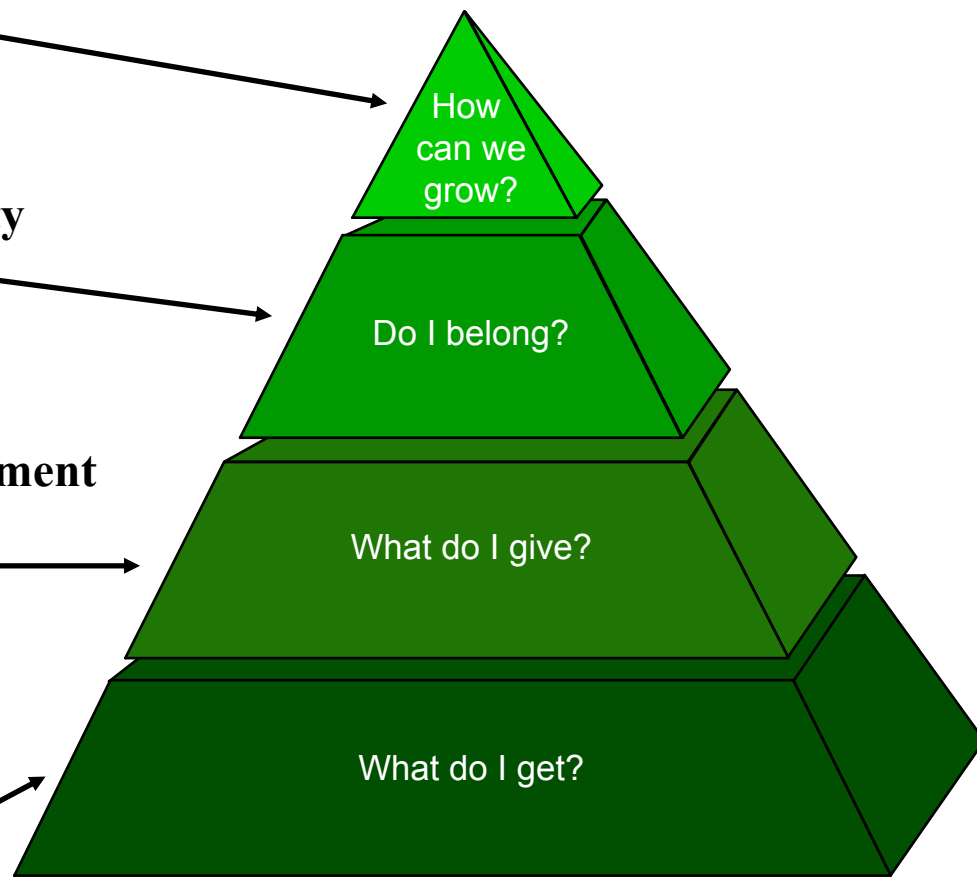 How
can we
grow?
y
Do I belong?
ment
What do I give?
What do I get?